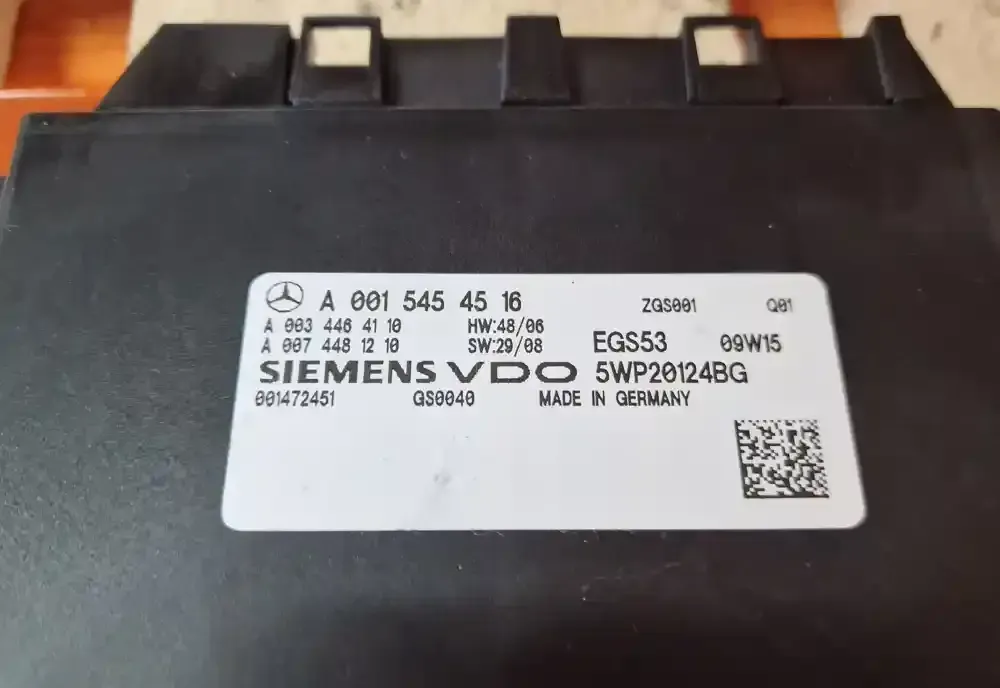 A 001 545 45 16 ZGS001 Q01
A 003 446 41 10 HW:48/06
A 007 448 12 10 SW:29/08 EGS53 09W15
SIEMENS VDO 5WP20124BG
001472451 GS0040 MADE IN GERMANY